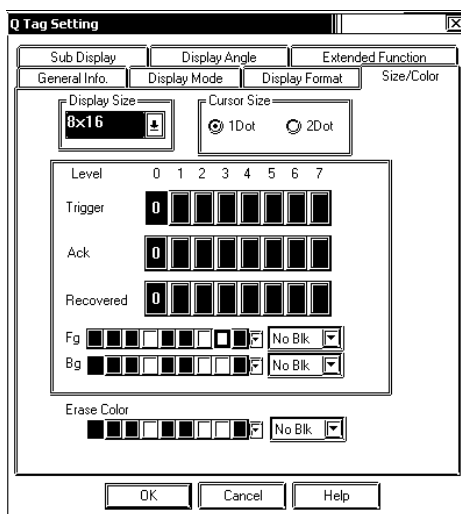 Q Tag Setting
Sub Display Display Angle Extended Function
General Info. Display Mode Display Format Size/Color
Display Size Cursor Size
8x16 1Dot 2Dot
Level 0 1 2 3 4 5 6 7
Trigger 0
Ack 0
Recovered 0
Fg No Blk
Bg No Blk
Erase Color
No Blk
OK Cancel Help